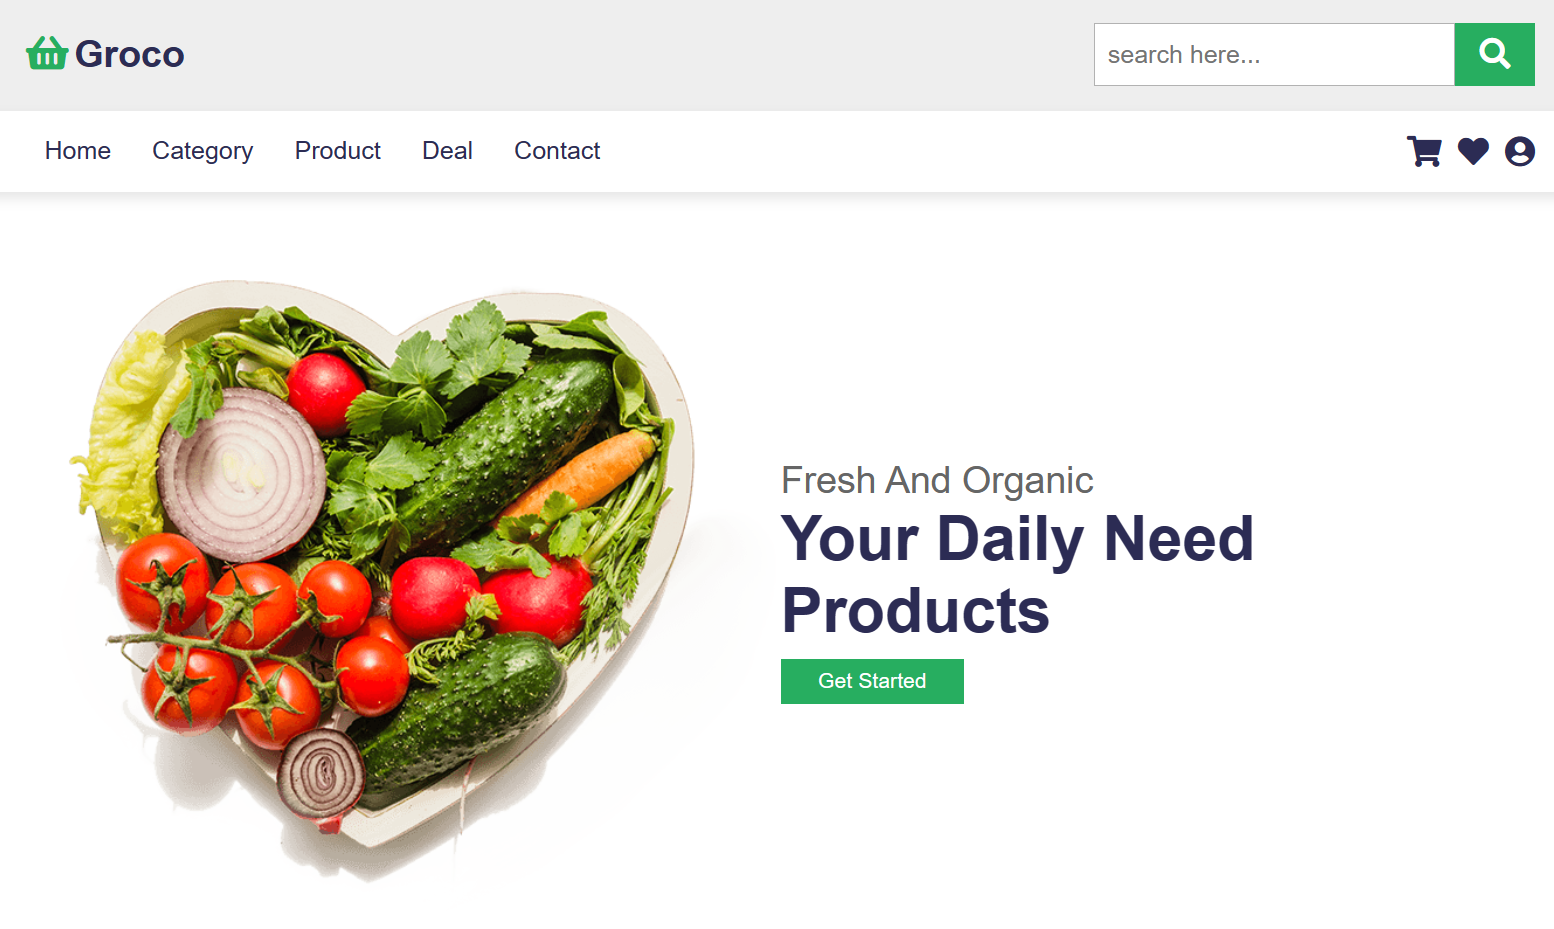 Groco
search here...
Home Category Product Deal Contact
Fresh And Organic
Your Daily Need
Products
Get Started